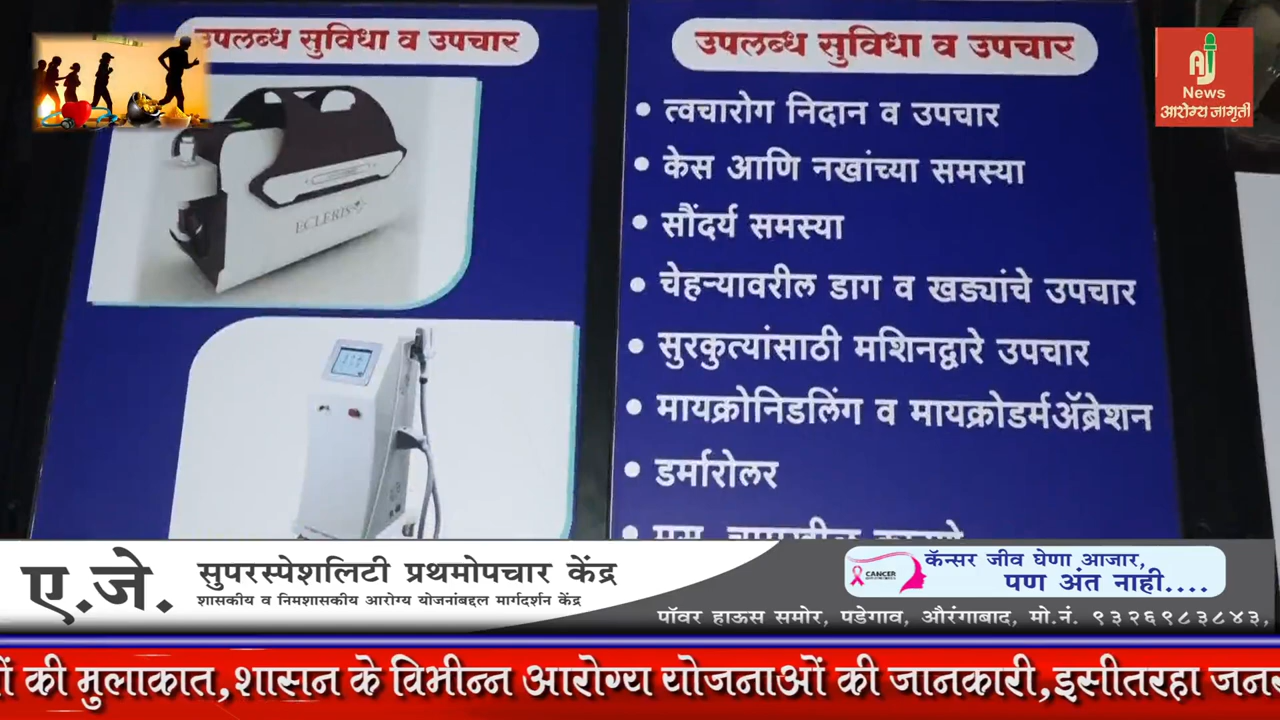 उपलब्ध सुविधा व उपचार
ECLERIS
उपलब्ध सुविधा व उपचार
• त्वचारोग निदान व उपचार
• केस आणि नखांच्या समस्या
• सौंदर्य समस्या
• चेहऱ्यावरील डाग व खड्यांचे उपचार
• सुरकुत्यांसाठी मशिनद्वारे उपचार
• मायक्रोनिडलिंग व मायक्रोडर्मॲब्रेशन
• डर्मारोलर
AJ
News
आरोग्य जागृती
ए.जे.
सुपरस्पेशलिटी प्रथमोपचार केंद्र
शासकीय व निमशासकीय आरोग्य योजनांबद्दल मार्गदर्शन केंद्र
CANCER
कॅन्सर जीव घेणा आजार,
पण अंत नाही....
पॉवर हाऊस समोर, पडेगाव, औरंगाबाद, मो.नं. ९३२६९८३८४३,
की मुलाकात,शासन के विभीन्न आरोग्य योजनाओं की जानकारी,इसीतरहा